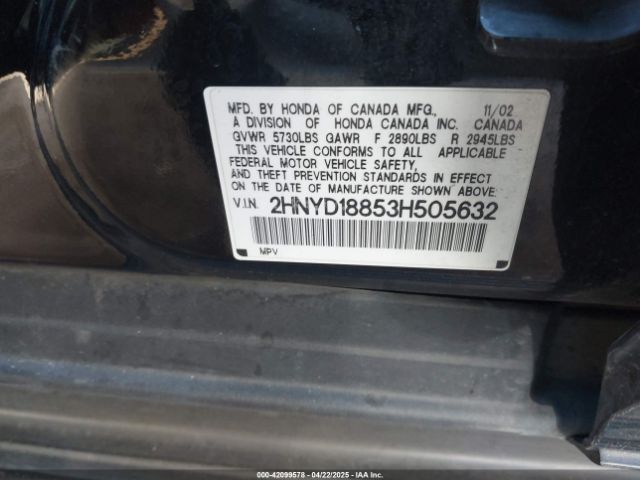 MFD. BY HONDA OF CANADA MFG., 11/02
A DIVISION OF HONDA CANADA INC. CANADA
GVWR 5730LBS GAWR F 2890LBS R 2945LBS
THIS VEHICLE CONFORMS TO ALL APPLICABLE
FEDERAL MOTOR VEHICLE SAFETY,
AND THEFT PREVENTION STANDARDS IN EFFECT
ON THE DATE OF MANUFACTURE SHOWN ABOVE.
V.I.N. 2HNYD18853H505632
MPV
000-42099578 - 04/22/2025 - IAA Inc.